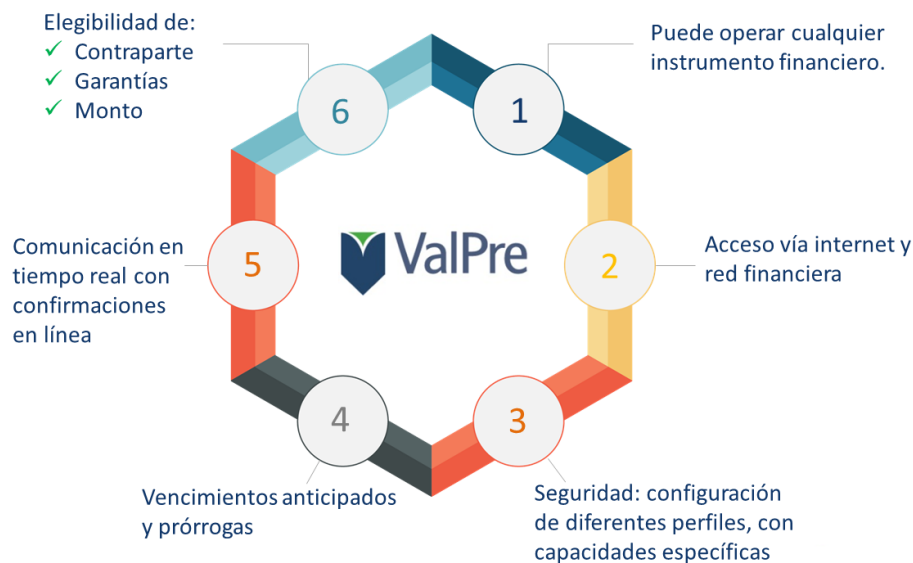 Elegibilidad de:
✓ Contraparte
✓ Garantías
✓ Monto
6
1
Puede operar cualquier
instrumento financiero.
Comunicación en
tiempo real con
confirmaciones
en línea
5
ValPre
2
Acceso vía internet y
red financiera
4
3
Vencimientos anticipados
y prórrogas
Seguridad: configuración
de diferentes perfiles, con
capacidades específicas